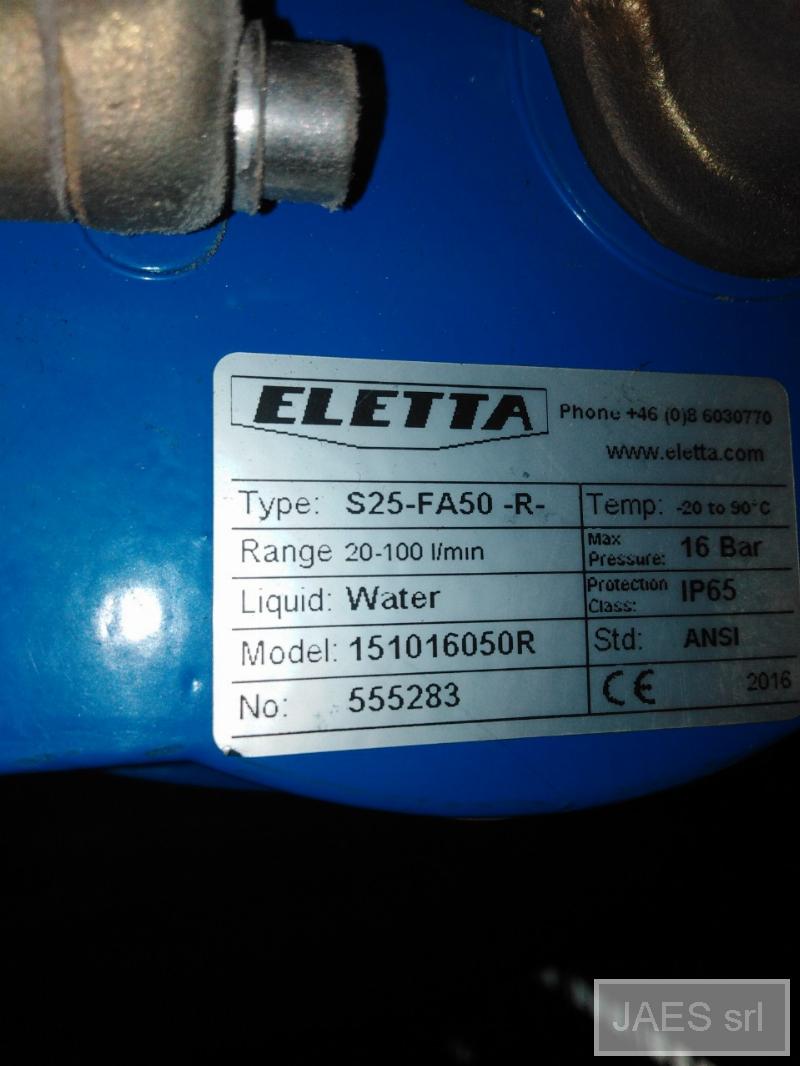 ELETTA
Phone +46 (0)8 6030770
www.eletta.com
Type: S25-FA50 -R-
Temp: -20 to 90°C
Range 20-100 l/min
Max Pressure: 16 Bar
Liquid: Water
Protection Class: IP65
Model: 151016050R
Std: ANSI
No: 555283
CE 2016
JAES srl